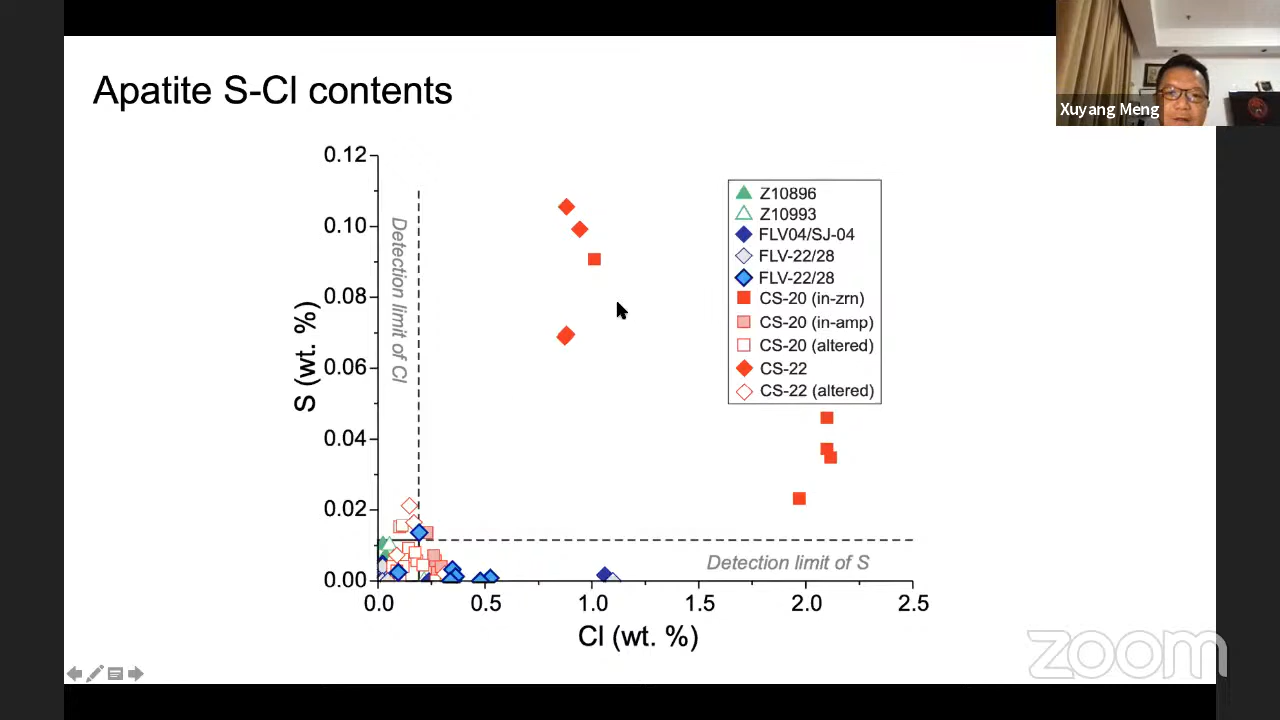 Apatite S-Cl contents
Xuyang Meng
0.12
0.10
0.08
0.06
0.04
0.02
0.00
S (wt. %)
Detection limit of Cl
Z10896
Z10993
FLV04/SJ-04
FLV-22/28
FLV-22/28
CS-20 (in-zrn)
CS-20 (in-amp)
CS-20 (altered)
CS-22
CS-22 (altered)
Detection limit of S
0.0 0.5 1.0 1.5 2.0 2.5
Cl (wt. %)
zoom